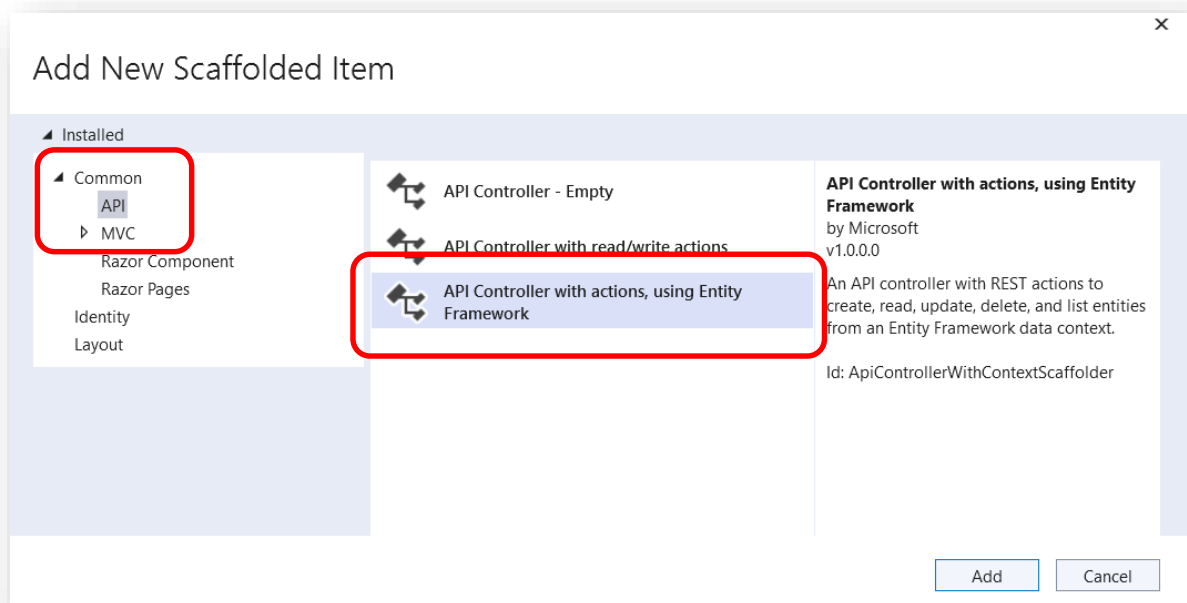 Add New Scaffolded Item
Installed
Common
API
MVC
Razor Component
Razor Pages
Identity
Layout
API Controller - Empty
API Controller with read/write actions
API Controller with actions, using Entity
Framework
API Controller with actions, using Entity
Framework
by Microsoft
v1.0.0.0
An API controller with REST actions to
create, read, update, delete, and list entities
from an Entity Framework data context.
Id: ApiControllerWithContextScaffolder
Add
Cancel